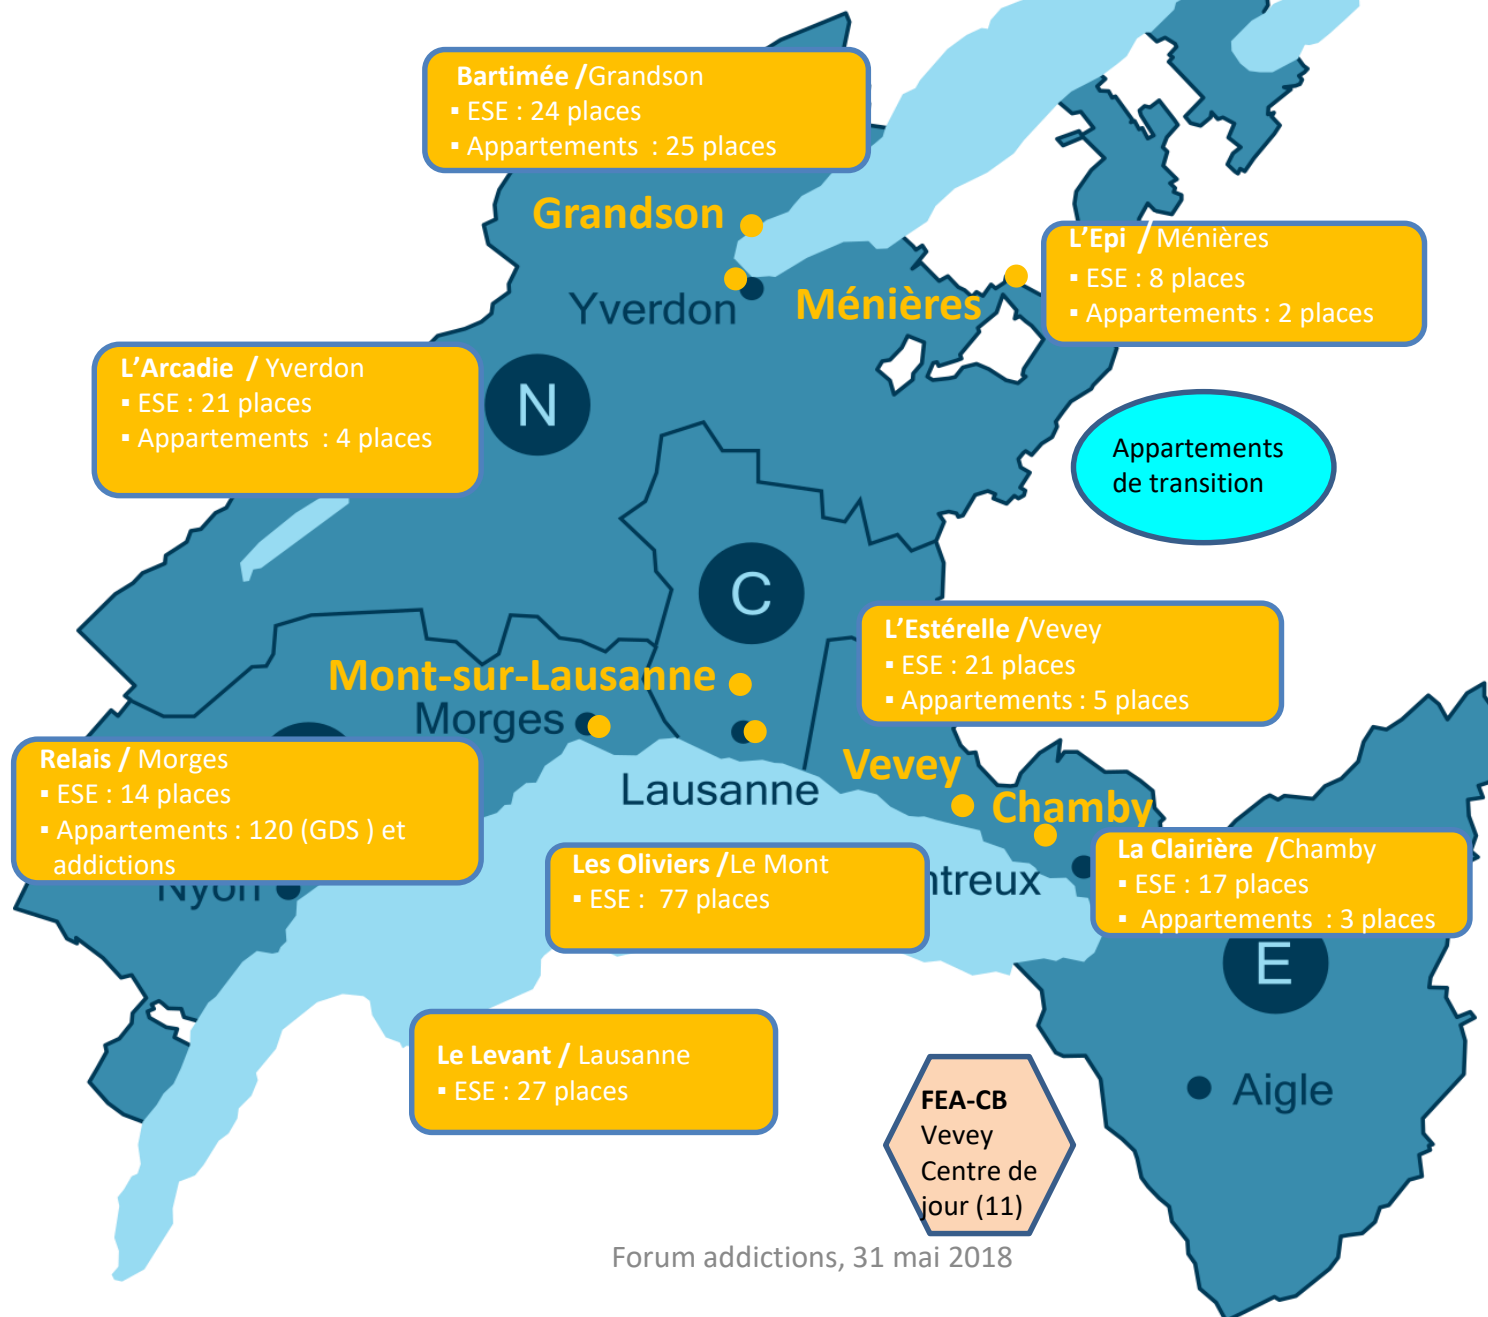 Bartimée /Grandson
▪ ESE : 24 places
▪ Appartements : 25 places
Grandson
L'Epi / Ménières
▪ ESE : 8 places
▪ Appartements : 2 places
Yverdon
Ménières
L'Arcadie / Yverdon
▪ ESE : 21 places
▪ Appartements : 4 places
N
Appartements
de transition
C
L'Estérelle /Vevey
▪ ESE : 21 places
▪ Appartements : 5 places
Mont-sur-Lausanne
Morges
Relais / Morges
▪ ESE : 14 places
▪ Appartements : 120 (GDS ) et
addictions
Nyon
Lausanne
Vevey
Chamby
Les Oliviers /Le Mont
▪ ESE : 77 places
ntreux
La Clairière /Chamby
▪ ESE : 17 places
▪ Appartements : 3 places
E
Le Levant / Lausanne
▪ ESE : 27 places
FEA-CB
Vevey
Centre de
jour (11)
Aigle
Forum addictions, 31 mai 2018